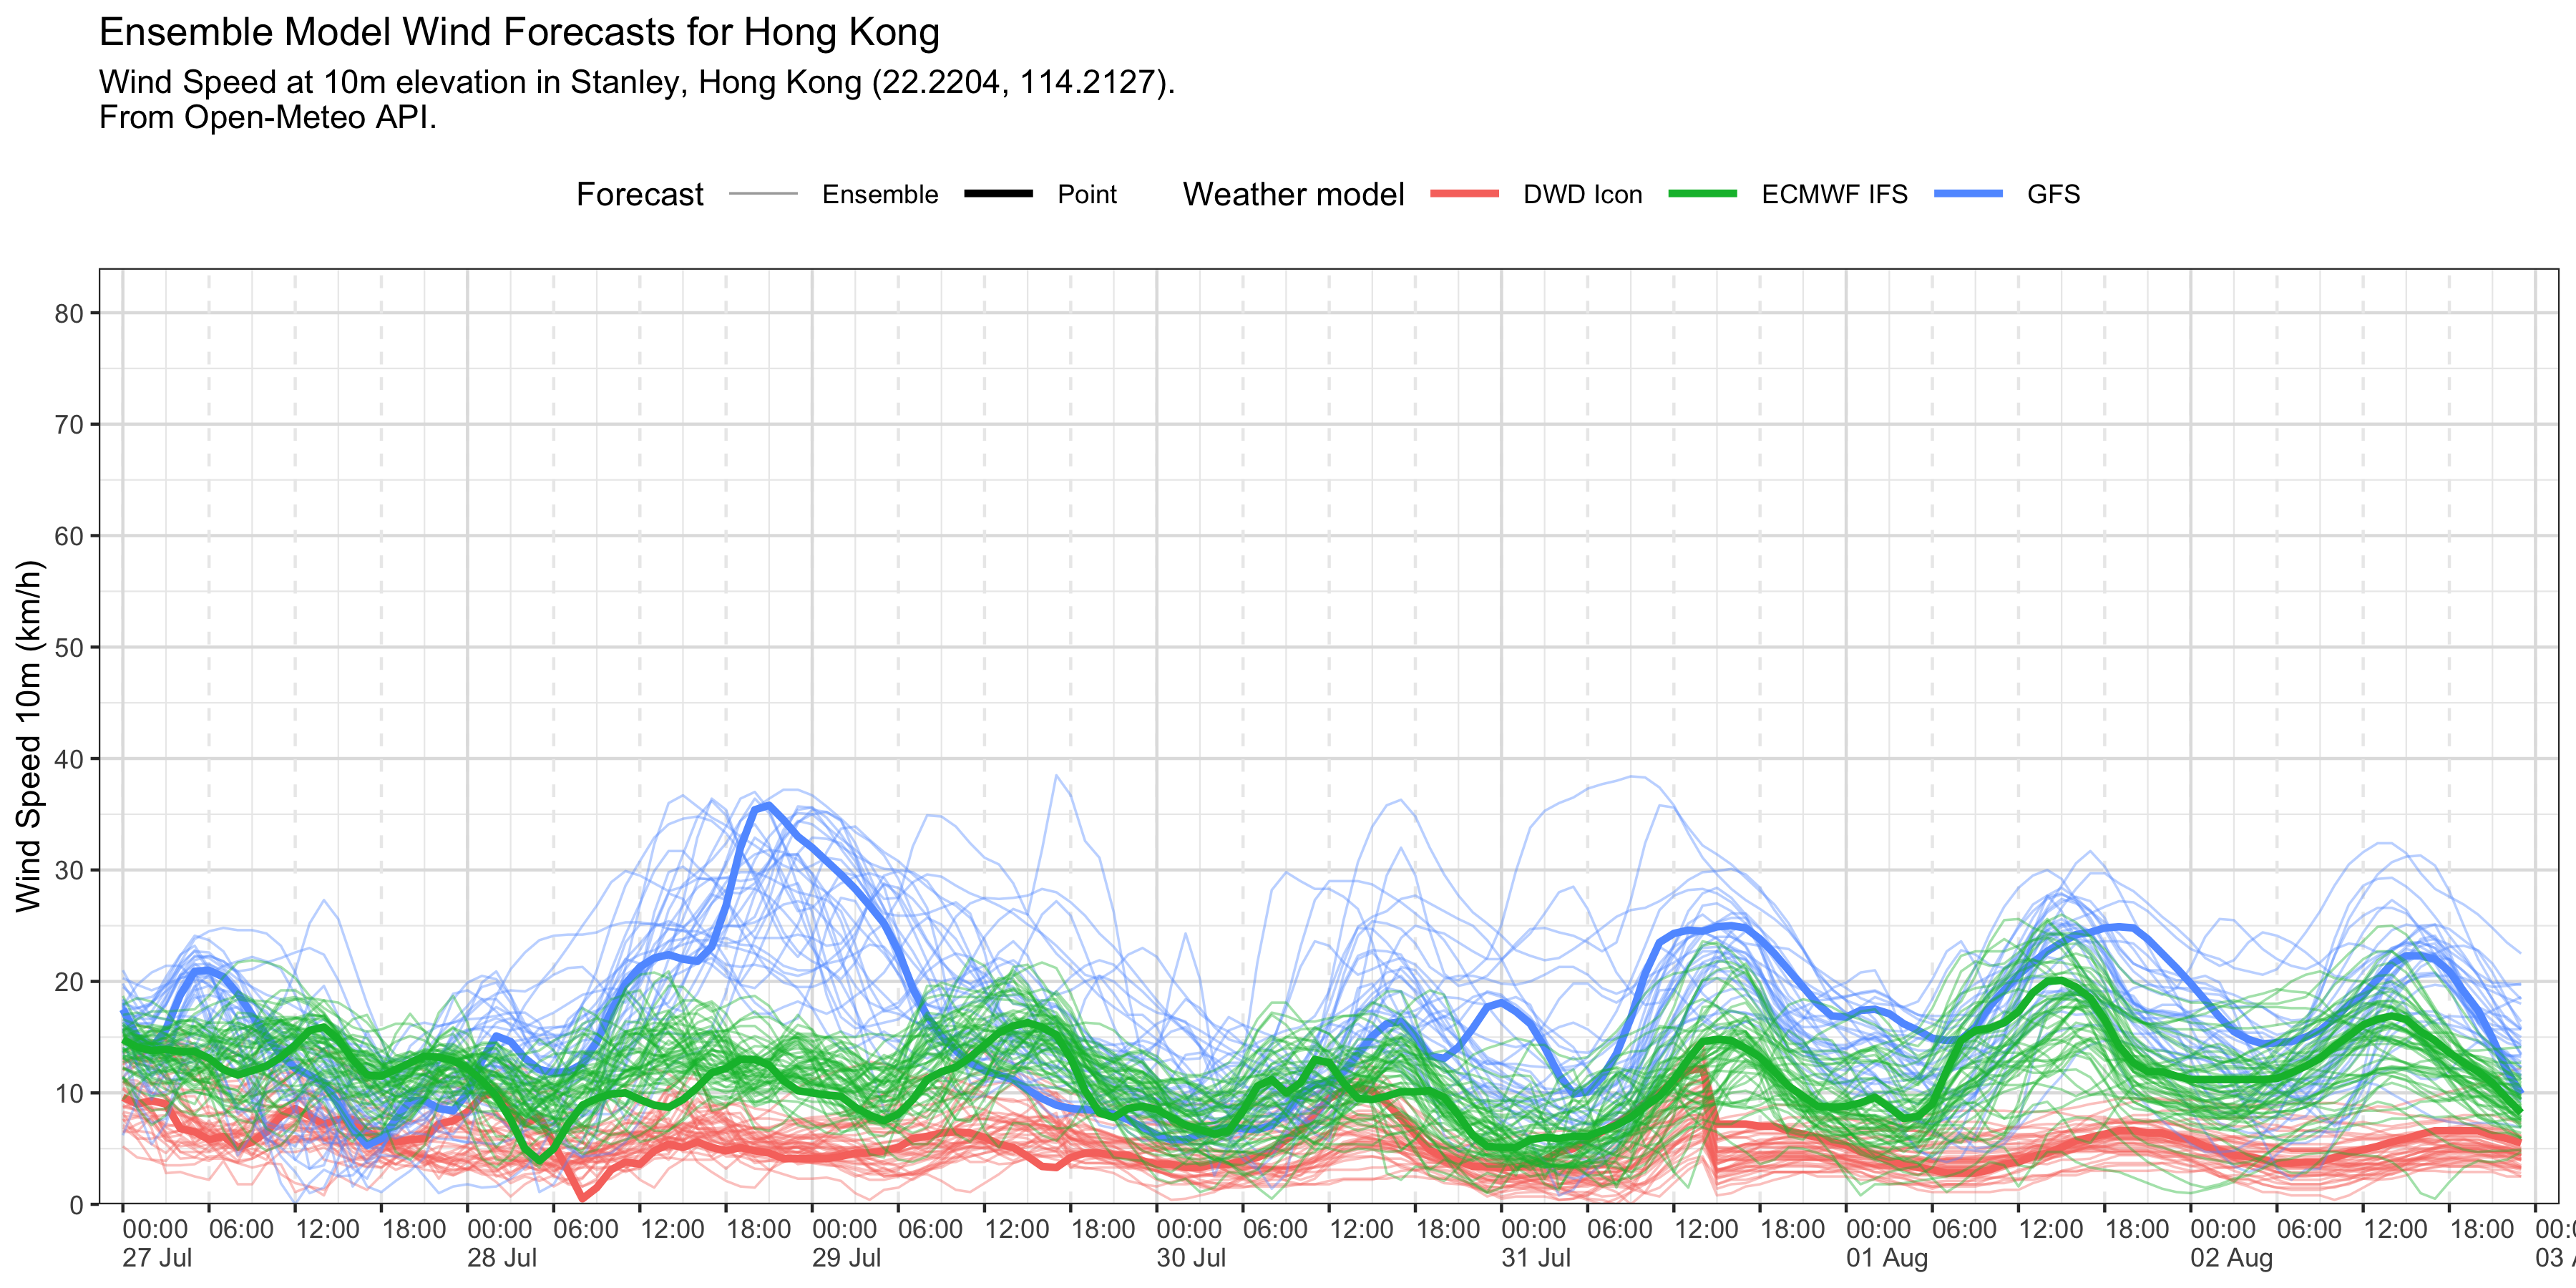 Ensemble Model Wind Forecasts for Hong Kong
Wind Speed at 10m elevation in Stanley, Hong Kong (22.2204, 114.2127).
From Open-Meteo API.
Forecast Ensemble Point Weather model DWD Icon ECMWF IFS GFS
Wind Speed 10m (km/h)
80
70
60
50
40
30
20
10
0
00:00 06:00 12:00 18:00 00:00 06:00 12:00 18:00 00:00 06:00 12:00 18:00 00:00 06:00 12:00 18:00 00:00 06:00 12:00 18:00 00:00 06:00 12:00 18:00 00:00 06:00 12:00 18:00
27 Jul 28 Jul 29 Jul 30 Jul 31 Jul 01 Aug 02 Aug 03